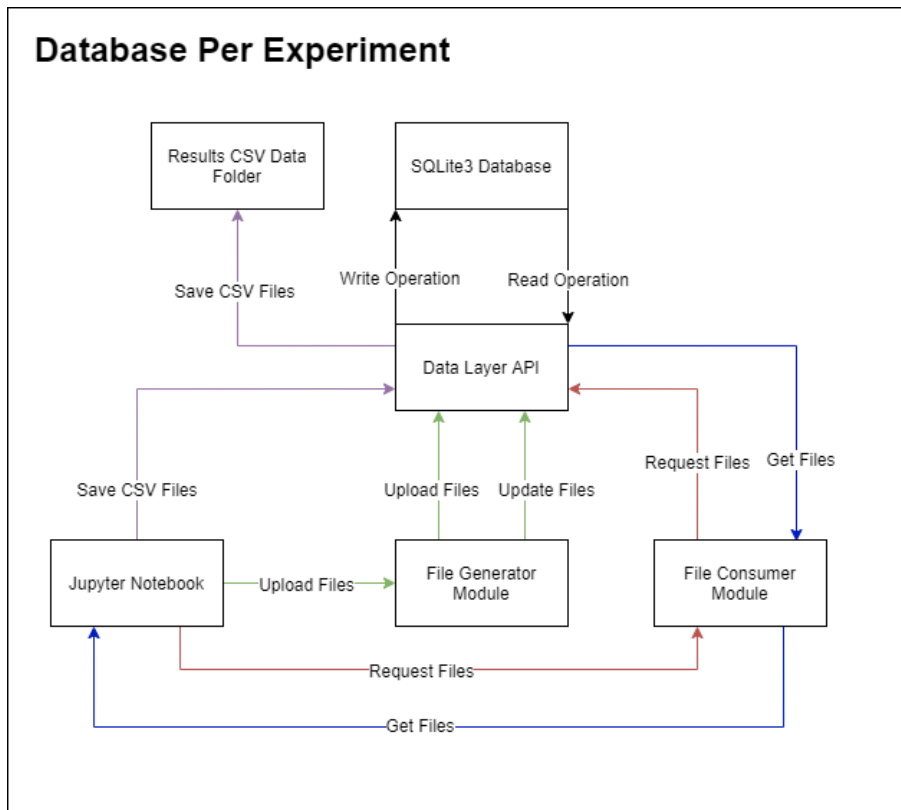 Database Per Experiment
Results CSV Data
Folder
SQLite3 Database
Write Operation
Read Operation
Save CSV Files
Data Layer API
Request Files
Get Files
Save CSV Files
Upload Files
Update Files
Jupyter Notebook
Upload Files
File Generator
Module
File Consumer
Module
Request Files
Get Files